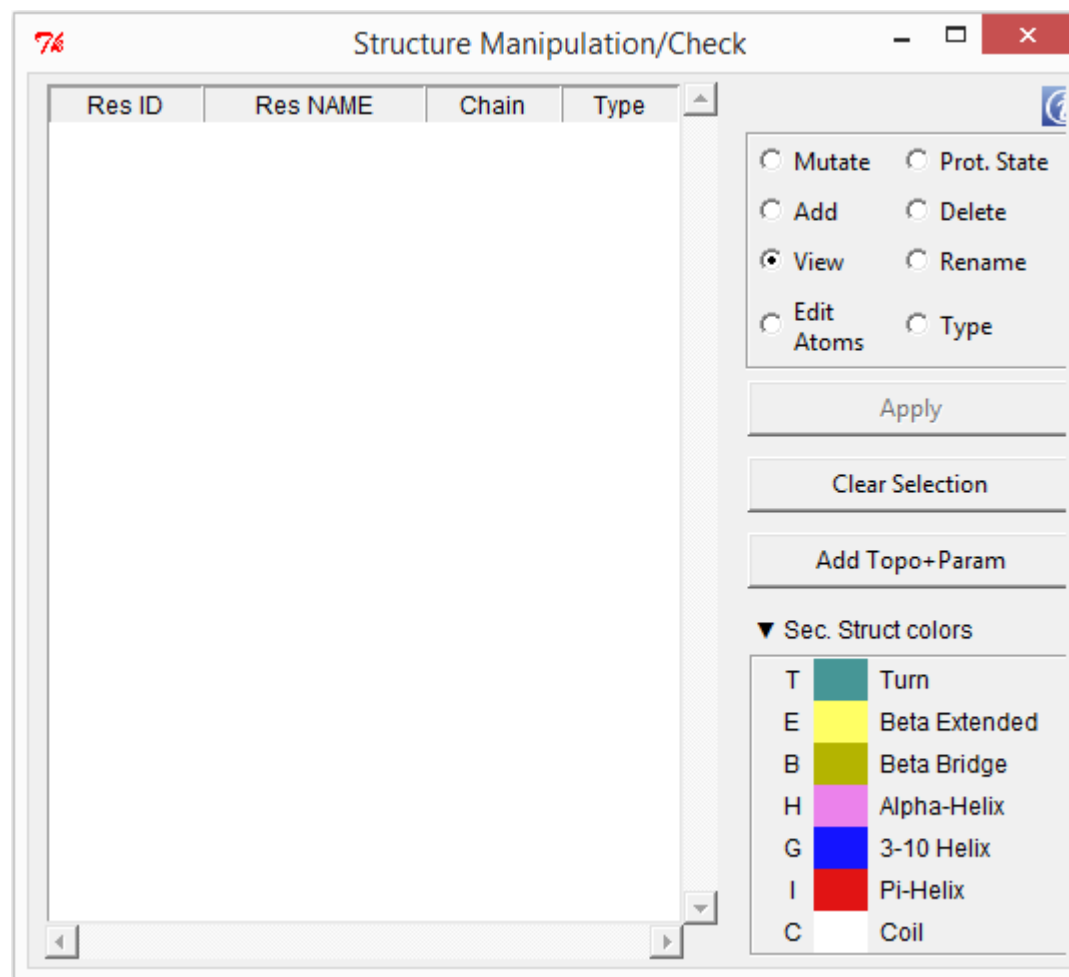 Structure Manipulation/Check
Res ID Res NAME Chain Type
Mutate Prot. State
Add Delete
View Rename
Edit
Atoms
Type
Apply
Clear Selection
Add Topo+Param
▼ Sec. Struct colors
T Turn
E Beta Extended
B Beta Bridge
H Alpha-Helix
G 3-10 Helix
I Pi-Helix
C Coil